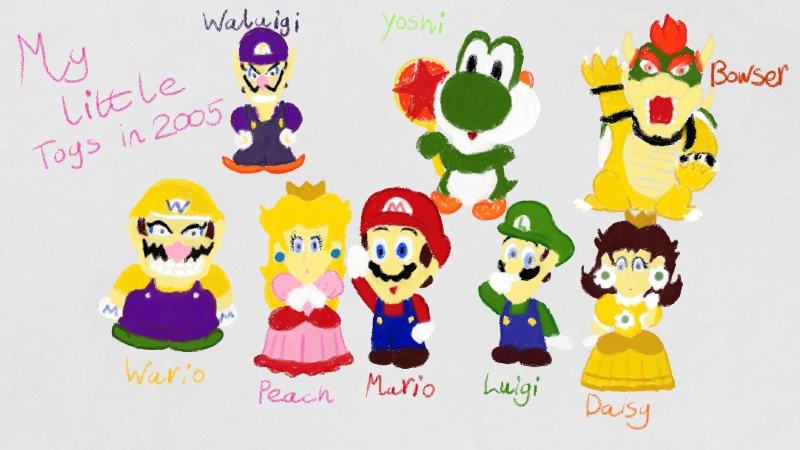 My
little
Toys in 2005
Waluigi
Yoshi
Bowser
W
M
L
Wario
Peach
Mario
Luigi
Daisy